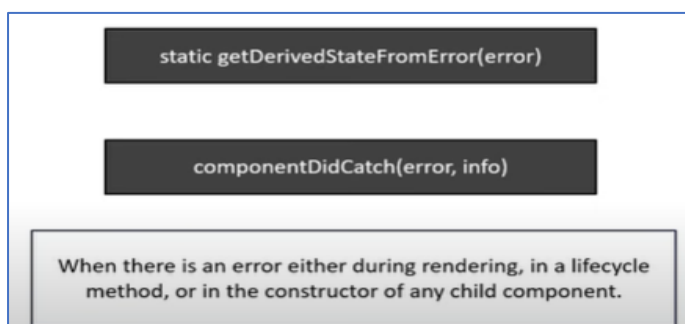 static getDerivedStateFromError(error)
componentDidCatch(error, info)
When there is an error either during rendering, in a lifecycle
method, or in the constructor of any child component.